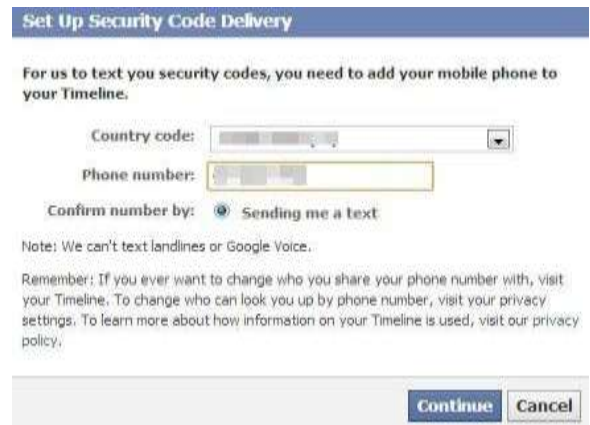 Set Up Security Code Delivery
For us to text you security codes, you need to add your mobile phone to
your Timeline.
Country code:
Phone number:
Confirm number by: Sending me a text
Note: We can't text landlines or Google Voice.
Remember: If you ever want to change who you share your phone number with, visit
your Timeline. To change who can look you up by phone number, visit your privacy
settings. To learn more about how information on your Timeline is used, visit our privacy
policy.
Continue Cancel